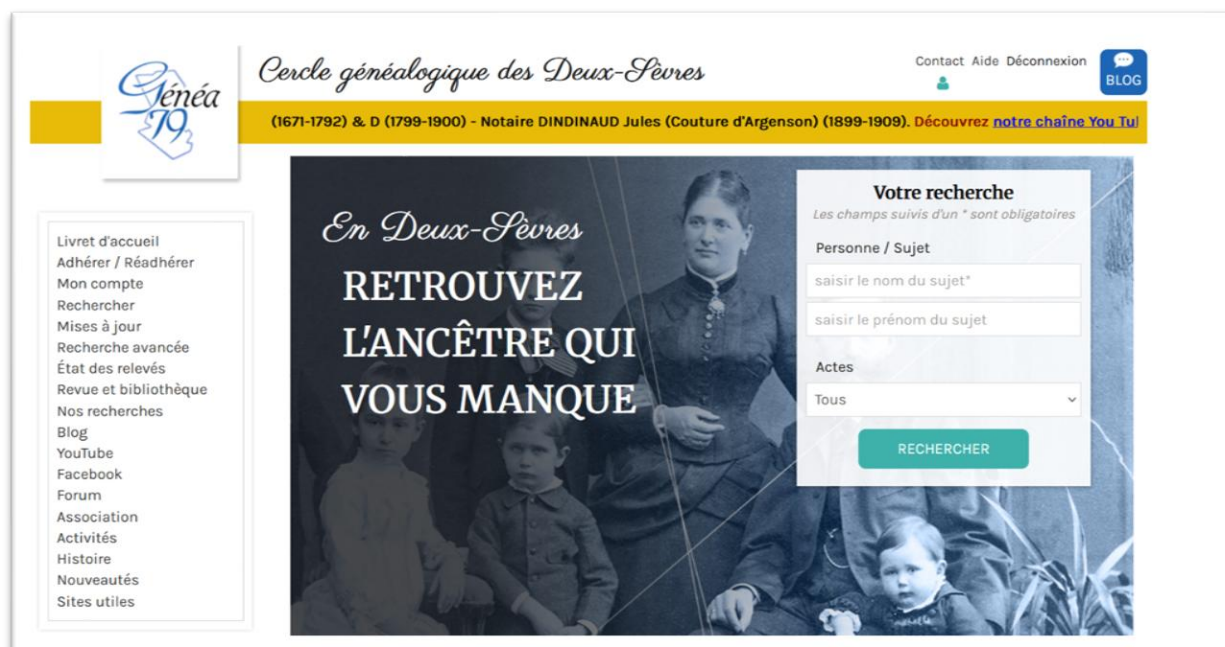 Généa
79
Cercle généalogique des Deux-Sèvres
Contact Aide Déconnexion
BLOG
(1671-1792) & D (1799-1900) - Notaire DINDINAUD Jules (Couture d'Argenson) (1899-1909). Découvrez notre chaîne You Tu
Livret d'accueil
Adhérer / Réadhérer
Mon compte
Rechercher
Mises à jour
Recherche avancée
État des relevés
Revue et bibliothèque
Nos recherches
Blog
YouTube
Facebook
Forum
Association
Activités
Histoire
Nouveautés
Sites utiles
En Deux-Sèvres
RETROUVEZ
L'ANCÊTRE QUI
VOUS MANQUE
Votre recherche
Les champs suivis d'un * sont obligatoires
Personne / Sujet
saisir le nom du sujet*
saisir le prénom du sujet
Actes
Tous
RECHERCHER